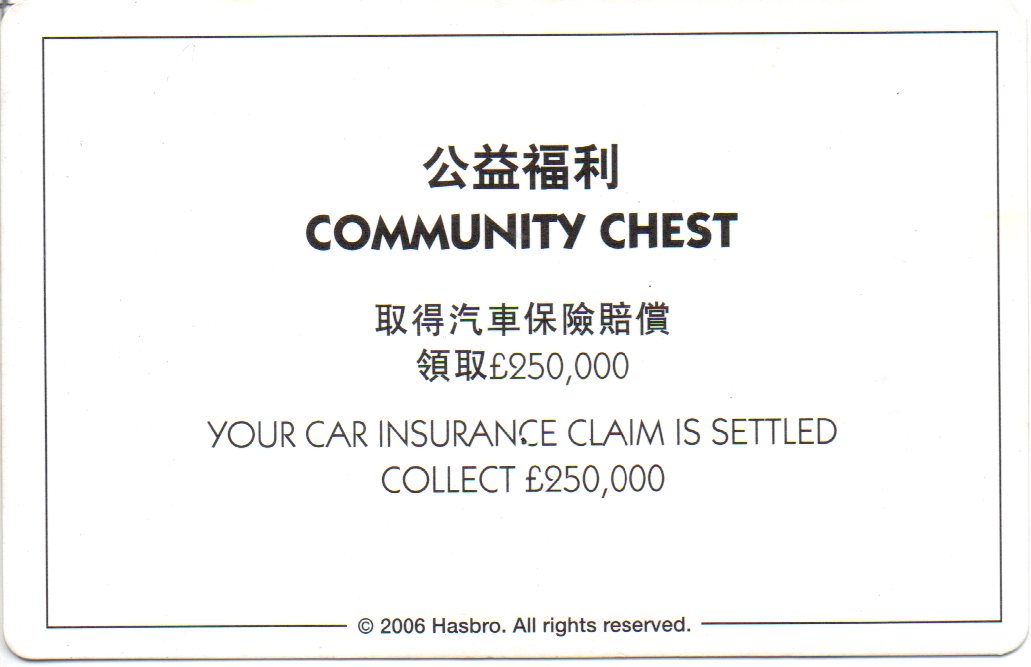 公益福利
COMMUNITY CHEST
取得汽車保險賠償
領取£250,000
YOUR CAR INSURANCE CLAIM IS SETTLED
COLLECT £250,000
© 2006 Hasbro. All rights reserved.